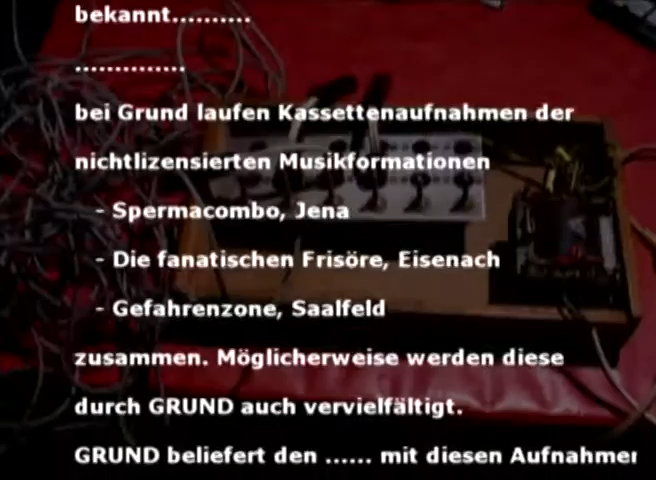 bekannt..........
..............
bei Grund laufen Kassettenaufnahmen der
nichtlizensierten Musikformationen
- Spermacombo, Jena
- Die fanatischen Frisöre, Eisenach
- Gefahrenzone, Saalfeld
zusammen. Möglicherweise werden diese
durch GRUND auch vervielfältigt.
GRUND beliefert den ...... mit diesen Aufnahmen